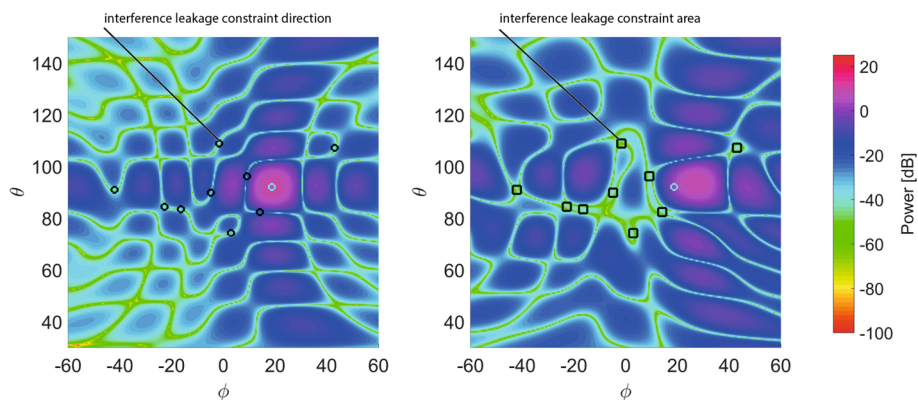 interference leakage constraint direction
interference leakage constraint area
140
120
100
80
60
40
θ
-60 -40 -20 0 20 40 60
ϕ
140
120
100
80
60
40
θ
-60 -40 -20 0 20 40 60
ϕ
20
0
-20
-40
-60
-80
-100
Power [dB]